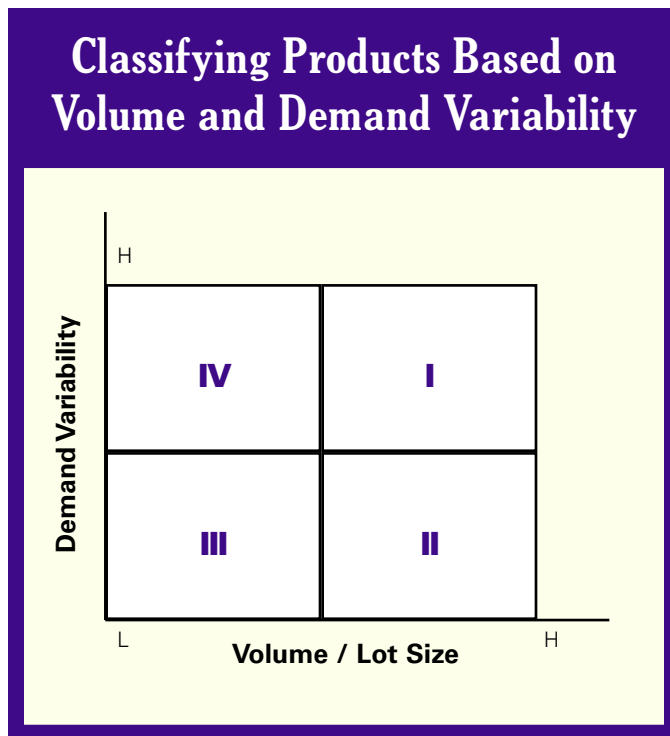 Classifying Products Based on
Volume and Demand Variability
H
Demand Variability
IV
I
III
II
L
Volume / Lot Size
H